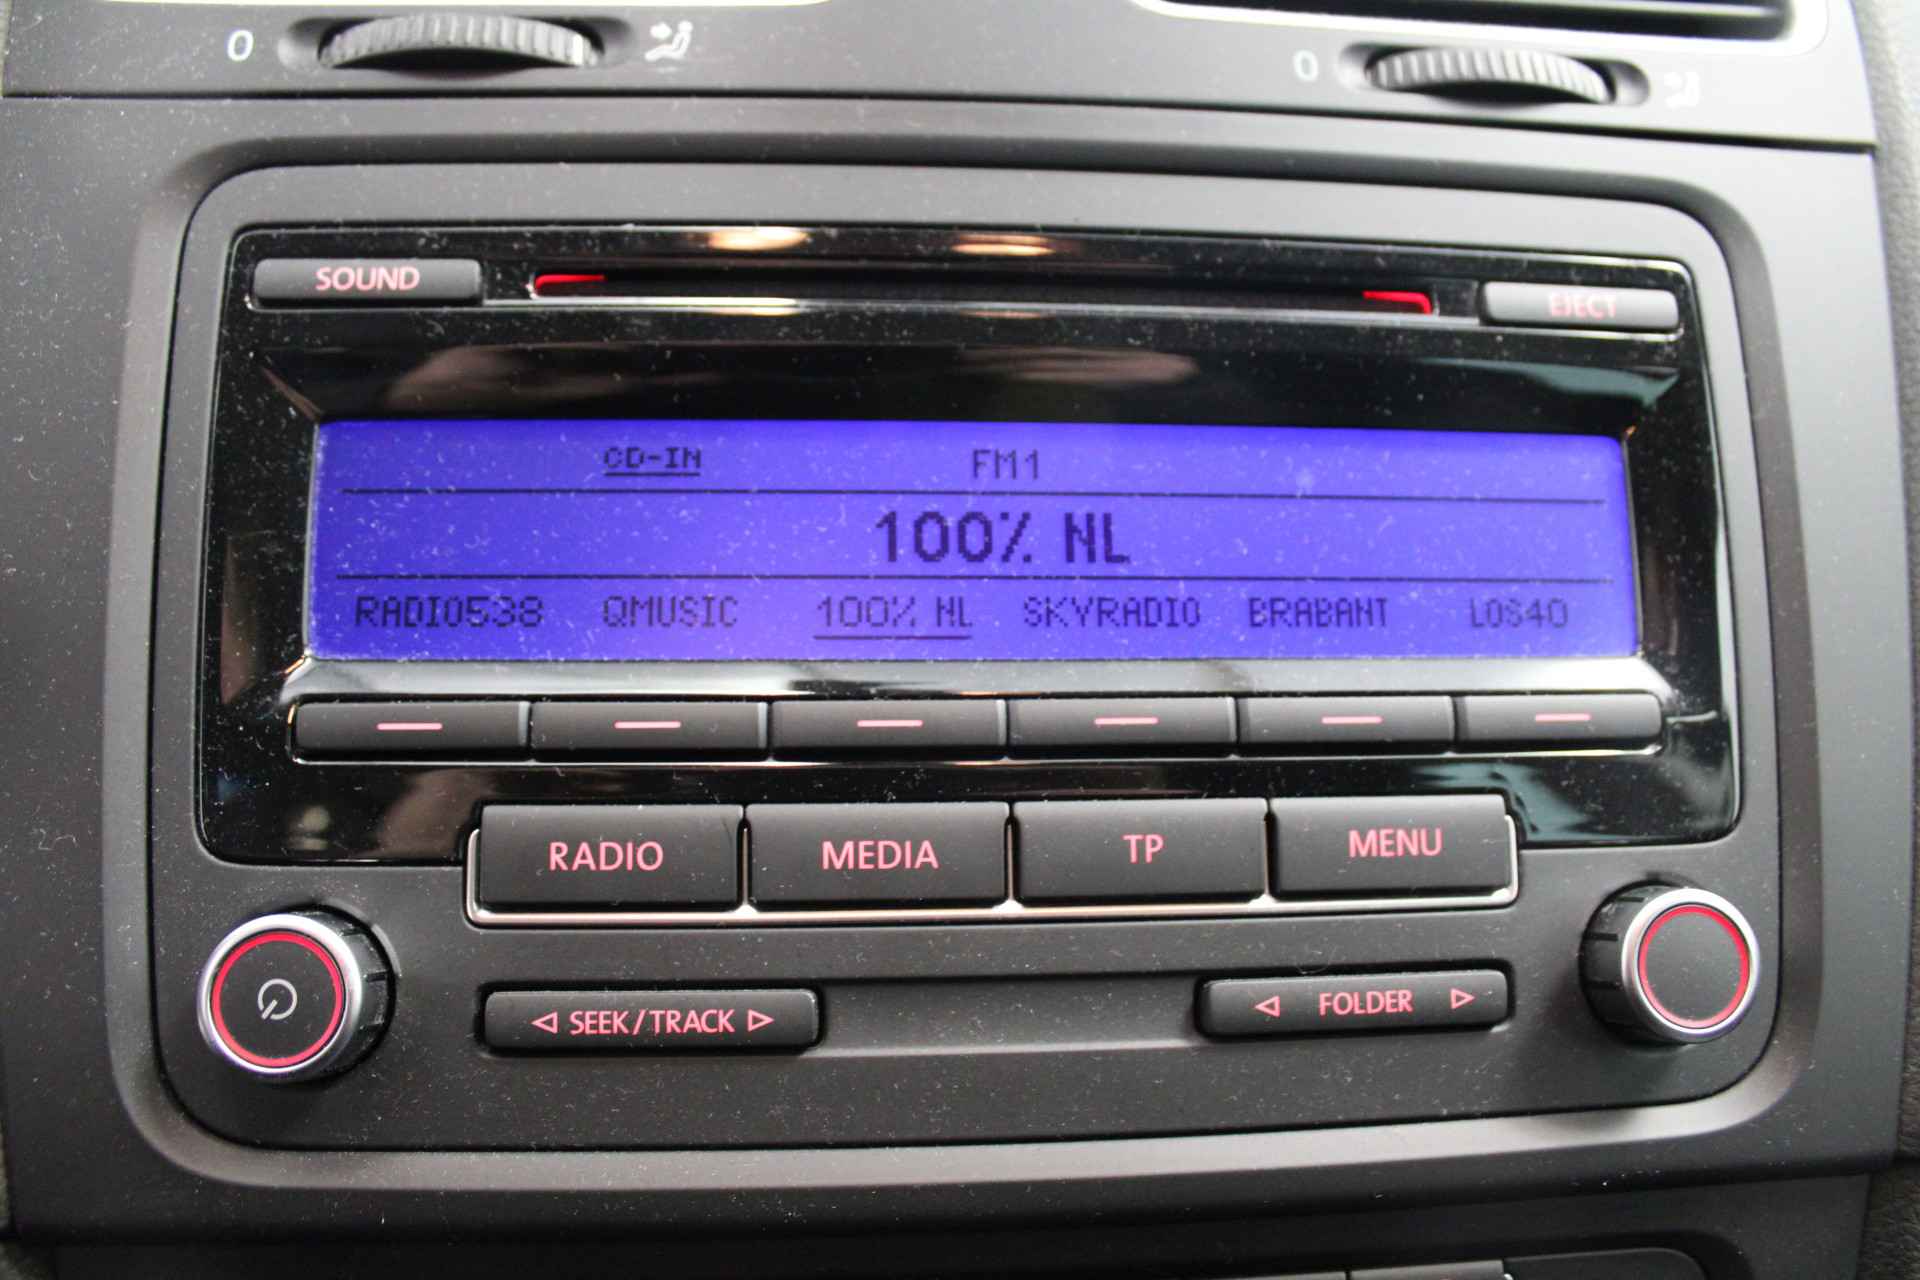 0 0
SOUND EJECT
CD-IN FM1
100% NL
RADIO538 QMUSIC 100% NL SKYRADIO BRABANT LOS40
RADIO MEDIA TP MENU
SEEK/TRACK FOLDER